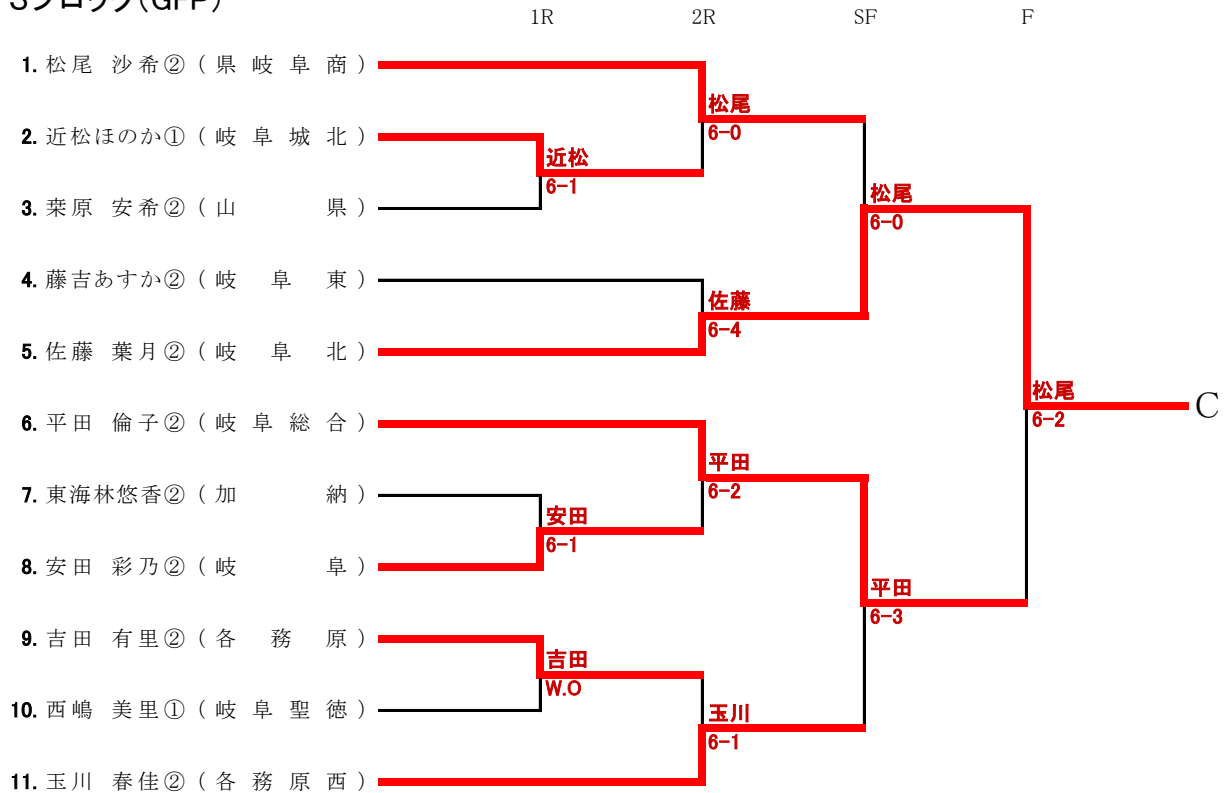 3ブロック(GFP)
1R 2R SF F
1. 松尾 沙希② ( 県岐阜商 )
松尾
6-0
2. 近松ほのか① ( 岐阜城北 )
近松
6-1
3. 栗原 安希② ( 山県 )
松尾
6-0
4. 藤吉あすか② ( 岐阜東 )
佐藤
6-4
5. 佐藤 葉月② ( 岐阜北 )
松尾
6-2
C
6. 平田 倫子② ( 岐阜総合 )
平田
6-2
7. 東海林悠香② ( 加納 )
安田
6-1
8. 安田 彩乃② ( 岐阜 )
平田
6-3
9. 吉田 有里② ( 各務原 )
吉田
W.O
10. 西嶋 美里① ( 岐阜聖徳 )
玉川
6-1
11. 玉川 春佳② ( 各務原西 )